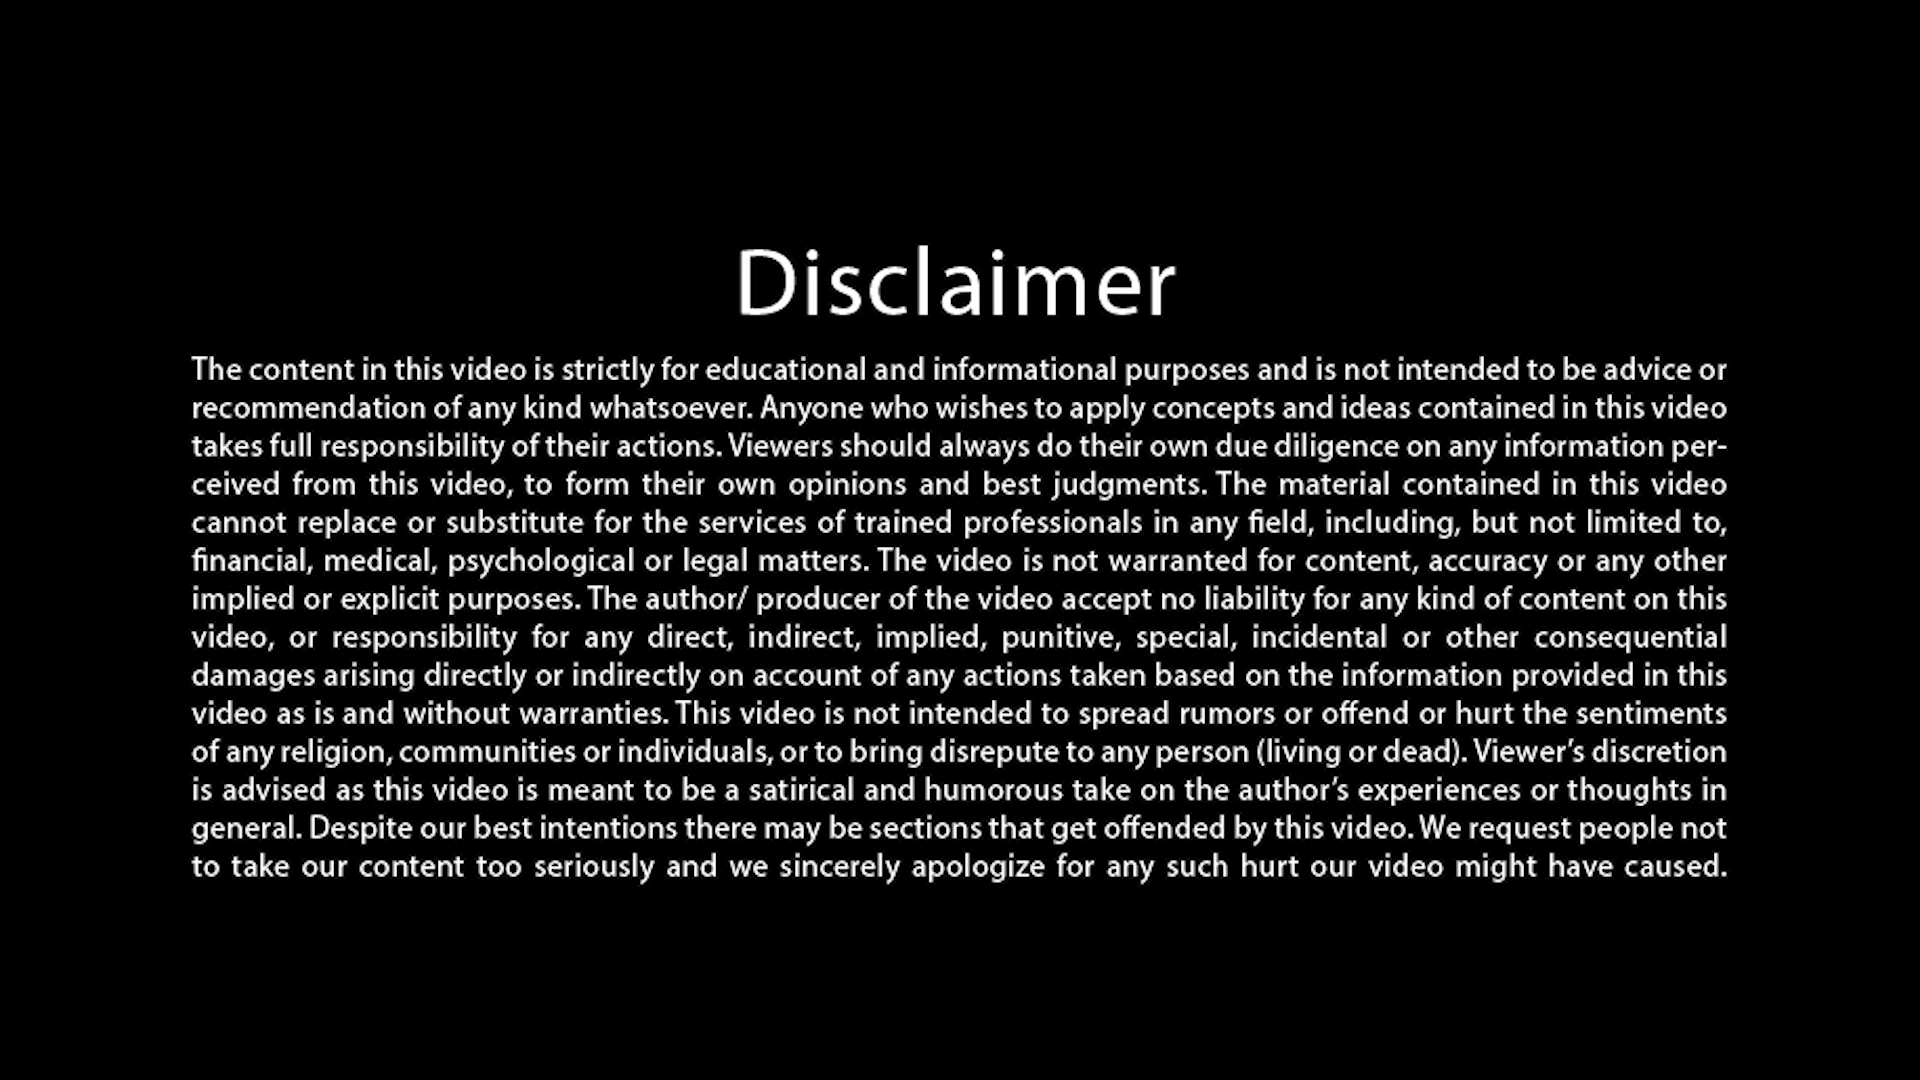 Disclaimer
The content in this video is strictly for educational and informational purposes and is not intended to be advice or
recommendation of any kind whatsoever. Anyone who wishes to apply concepts and ideas contained in this video
takes full responsibility of their actions. Viewers should always do their own due diligence on any information per-
ceived from this video, to form their own opinions and best judgments. The material contained in this video
cannot replace or substitute for the services of trained professionals in any field, including, but not limited to,
financial, medical, psychological or legal matters. The video is not warranted for content, accuracy or any other
implied or explicit purposes. The author/ producer of the video accept no liability for any kind of content on this
video, or responsibility for any direct, indirect, implied, punitive, special, incidental or other consequential
damages arising directly or indirectly on account of any actions taken based on the information provided in this
video as is and without warranties. This video is not intended to spread rumors or offend or hurt the sentiments
of any religion, communities or individuals, or to bring disrepute to any person (living or dead). Viewer’s discretion
is advised as this video is meant to be a satirical and humorous take on the author’s experiences or thoughts in
general. Despite our best intentions there may be sections that get offended by this video. We request people not
to take our content too seriously and we sincerely apologize for any such hurt our video might have caused.